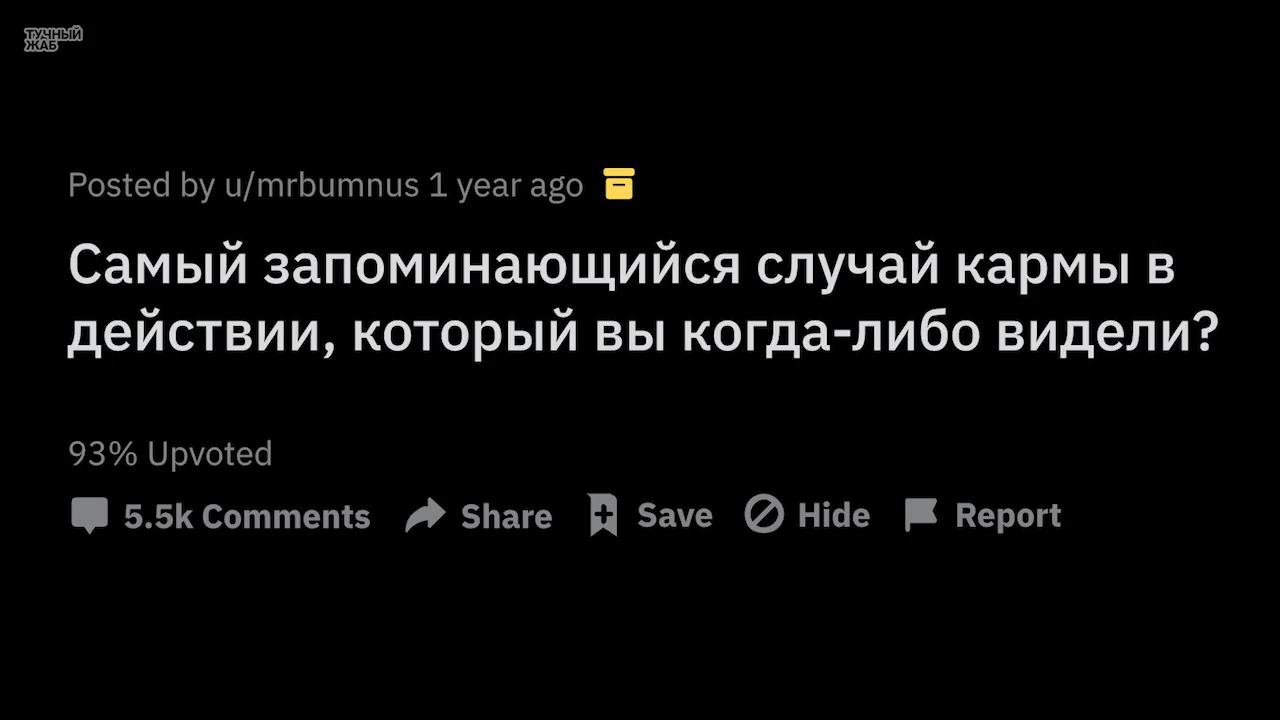 ТУЧНЫЙ
ЖАБ
Posted by u/mrbumnus 1 year ago
Самый запоминающийся случай кармы в
действии, который вы когда-либо видели?
93% Upvoted
5.5k Comments Share Save Hide Report